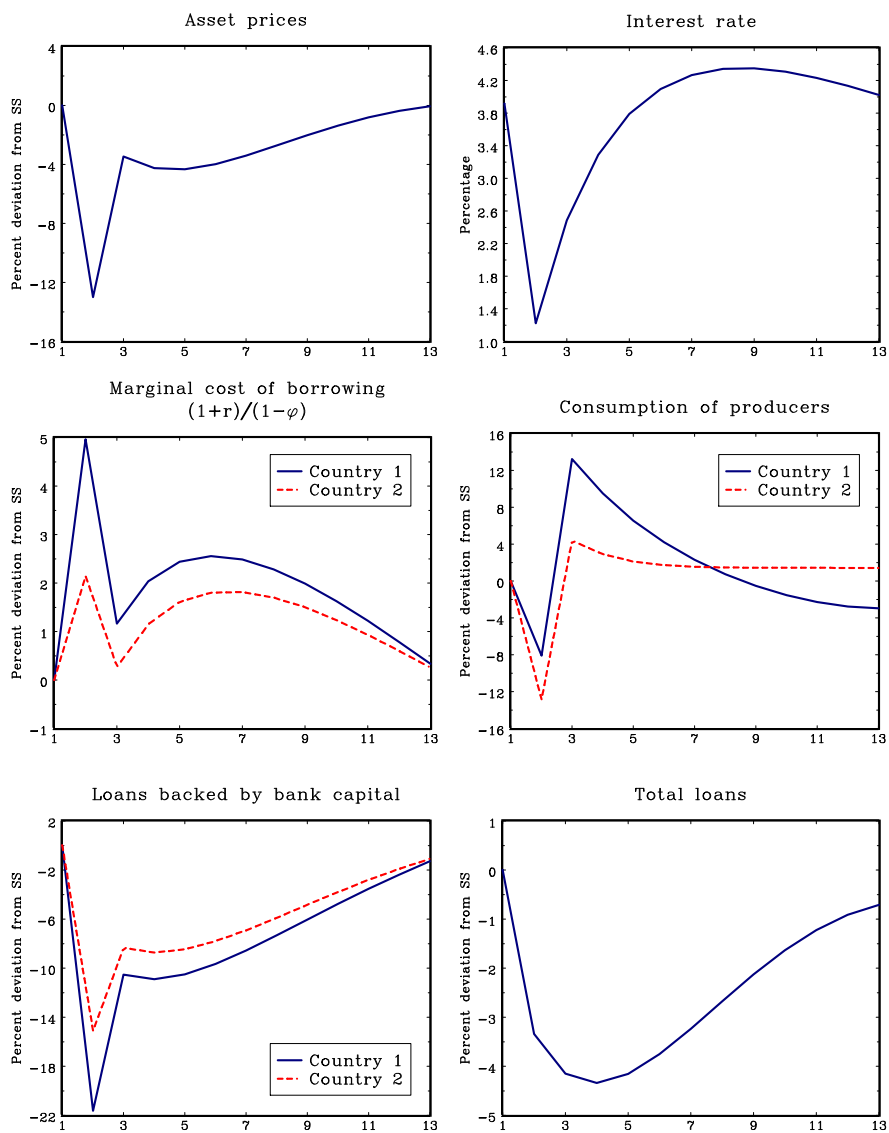 Asset prices
Percent deviation from SS
4
0
−4
−8
−12
−16
1 3 5 7 9 11 13
Interest rate
Percentage
4.6
4.2
3.8
3.4
3.0
2.6
2.2
1.8
1.4
1.0
1 3 5 7 9 11 13
Marginal cost of borrowing
(1+r)/(1−φ)
Percent deviation from SS
5
4
3
2
1
0
−1
1 3 5 7 9 11 13
Country 1
Country 2
Consumption of producers
Percent deviation from SS
16
12
8
4
0
−4
−8
−12
−16
1 3 5 7 9 11 13
Country 1
Country 2
Loans backed by bank capital
Percent deviation from SS
2
−2
−6
−10
−14
−18
−22
1 3 5 7 9 11 13
Country 1
Country 2
Total loans
Percent deviation from SS
1
0
−1
−2
−3
−4
−5
1 3 5 7 9 11 13